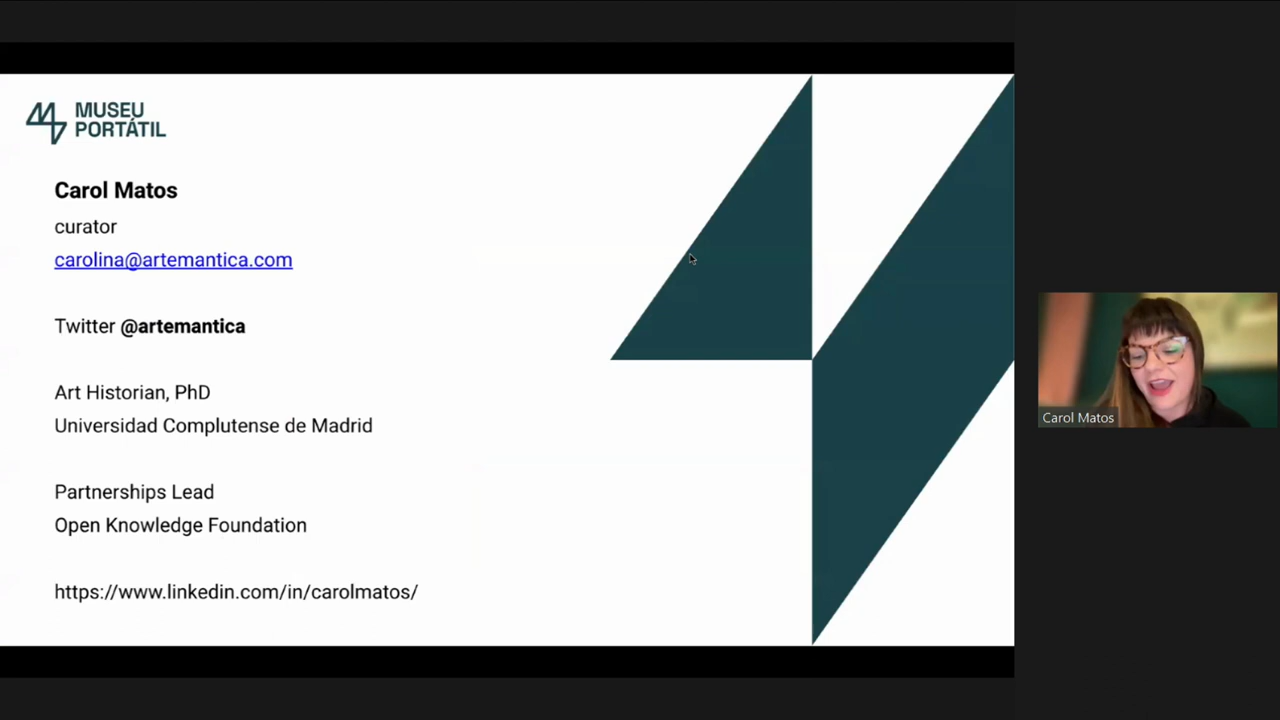 MUSEU
PORTÁTIL
Carol Matos
curator
carolina@artemantica.com
Twitter @artemantica
Art Historian, PhD
Universidad Complutense de Madrid
Partnerships Lead
Open Knowledge Foundation
https://www.linkedin.com/in/carolmatos/
Carol Matos